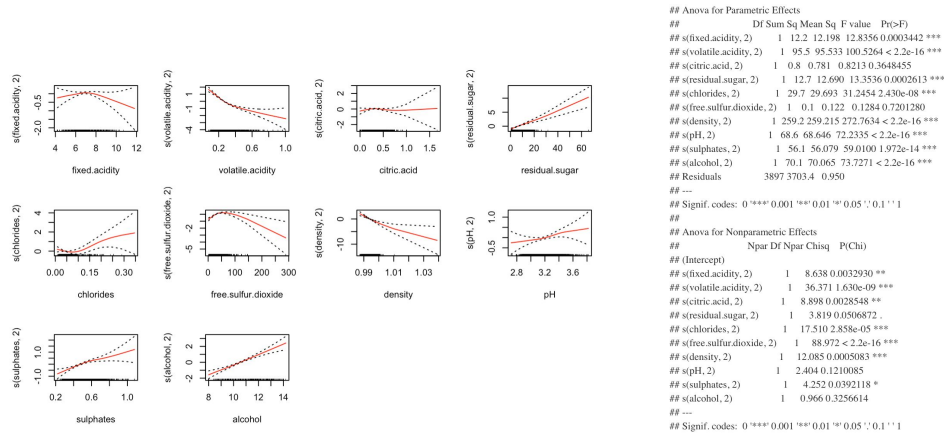 s(fixed.acidity, 2)
-2.0 -0.5
4 6 8 10 12
fixed.acidity
s(volatile.acidity, 2)
-4 -1 1
0.2 0.6 1.0
volatile.acidity
s(citric.acid, 2)
-2 0 2
0.0 0.5 1.0 1.5
citric.acid
s(residual.sugar, 2)
0 5
0 20 40 60
residual.sugar
s(chlorides, 2)
0 2 4
0.00 0.15 0.30
chlorides
s(free.sulfur.dioxide, 2)
-5 -2
0 50 100 200 300
free.sulfur.dioxide
s(density, 2)
-10 0
0.99 1.01 1.03
density
s(pH, 2)
-0.5 1.0
2.8 3.2 3.6
pH
s(sulphates, 2)
-1.0 0.0 1.0
0.2 0.6 1.0
sulphates
s(alcohol, 2)
-2 0 2
8 9 10 12 14
alcohol
## Anova for Parametric Effects
## Df Sum Sq Mean Sq F value Pr(>F)
## s(fixed.acidity, 2) 1 12.2 12.198 12.8356 0.0003442 ***
## s(volatile.acidity, 2) 1 95.5 95.533 100.5264 < 2.2e-16 ***
## s(citric.acid, 2) 1 0.8 0.781 0.8213 0.3648455
## s(residual.sugar, 2) 1 12.7 12.690 13.3536 0.0002613 ***
## s(chlorides, 2) 1 29.7 29.693 31.2454 2.430e-08 ***
## s(free.sulfur.dioxide, 2) 1 0.1 0.122 0.1284 0.7201280
## s(density, 2) 1 259.2 259.215 272.7634 < 2.2e-16 ***
## s(pH, 2) 1 68.6 68.646 72.2335 < 2.2e-16 ***
## s(sulphates, 2) 1 56.1 56.079 59.0100 1.972e-14 ***
## s(alcohol, 2) 1 70.1 70.065 73.7271 < 2.2e-16 ***
## Residuals 3897 3703.4 0.950
## ---
## Signif. codes: 0 '***' 0.001 '**' 0.01 '*' 0.05 '.' 0.1 ' ' 1
##
## Anova for Nonparametric Effects
## Npar Df Npar Chisq P(Chi)
## (Intercept)
## s(fixed.acidity, 2) 1 8.638 0.0032930 **
## s(volatile.acidity, 2) 1 36.371 1.630e-09 ***
## s(citric.acid, 2) 1 8.898 0.0028548 **
## s(residual.sugar, 2) 1 3.819 0.0506872 .
## s(chlorides, 2) 1 17.510 2.858e-05 ***
## s(free.sulfur.dioxide, 2) 1 88.972 < 2.2e-16 ***
## s(density, 2) 1 12.085 0.0005083 ***
## s(pH, 2) 1 2.404 0.1210085
## s(sulphates, 2) 1 4.252 0.0392118 *
## s(alcohol, 2) 1 0.966 0.3256614
## ---
## Signif. codes: 0 '***' 0.001 '**' 0.01 '*' 0.05 '.' 0.1 ' ' 1